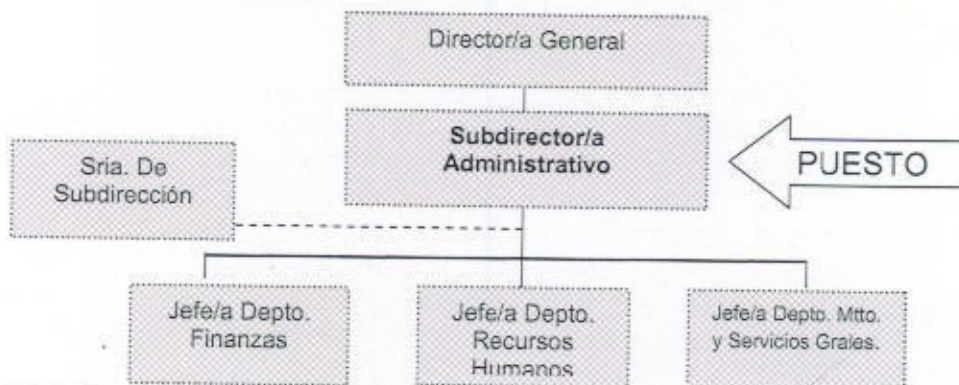 Director/a General
Subdirector/a
Administrativo
PUESTO
Sria. De
Subdirección
Jefe/a Depto.
Finanzas
Jefe/a Depto.
Recursos
Humanos
Jefe/a Depto. Mtto.
y Servicios Grales.